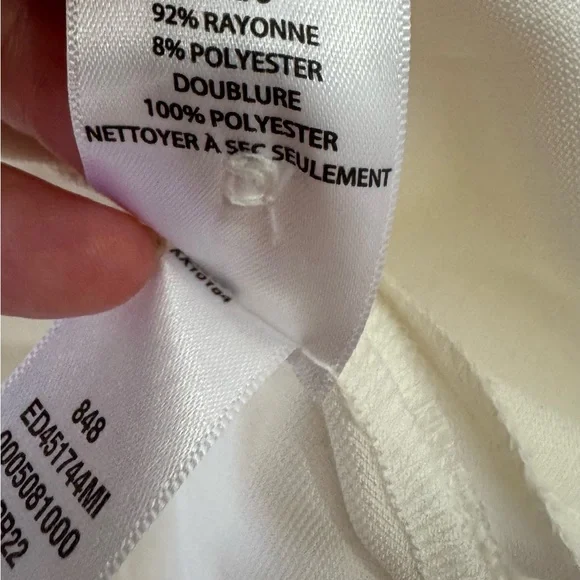 92% RAYONNE
8% POLYESTER
DOUBLURE
100% POLYESTER
NETTOYER À SEC SEULEMENT
848
ED451744MI
0005081000